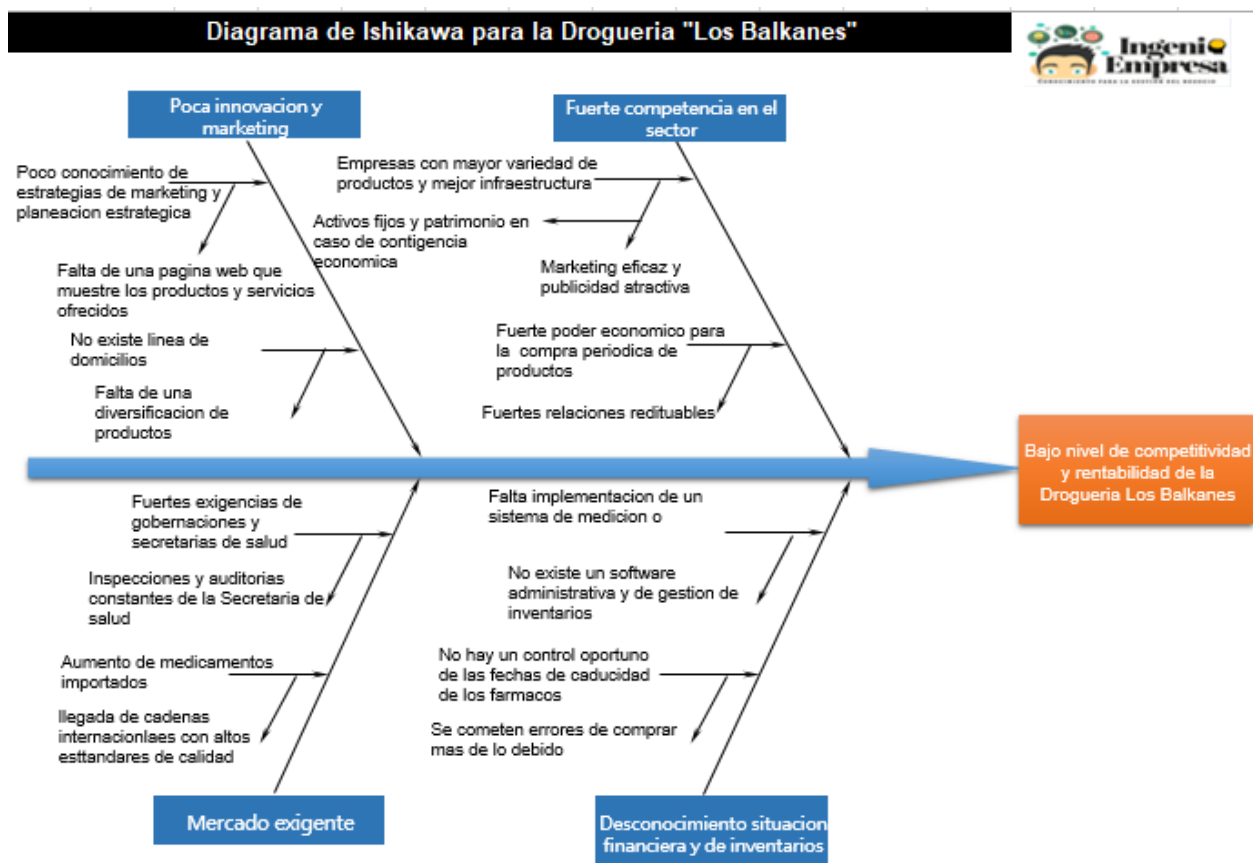 Diagrama de Ishikawa para la Drogueria "Los Balkanes"
Ingenio
Empresa
CONOCIMIENTO PARA LA GESTIÓN DEL NEGOCIO
Poca innovacion y
marketing
Fuerte competencia en el
sector
Poco conocimiento de
estrategias de marketing y
planeacion estrategica
Falta de una pagina web que
muestre los productos y servicios
ofrecidos
No existe linea de
domicilios
Falta de una
diversificacion de
productos
Empresas con mayor variedad de
productos y mejor infraestructura
Activos fijos y patrimonio en
caso de contigencia
economica
Marketing eficaz y
publicidad atractiva
Fuerte poder economico para
la compra periodica de
productos
Fuertes relaciones redituables
Bajo nivel de competitividad
y rentabilidad de la
Drogueria Los Balkanes
Fuertes exigencias de
gobernaciones y
secretarias de salud
Inspecciones y auditorias
constantes de la Secretaria de
salud
Aumento de medicamentos
importados
llegada de cadenas
internacionlaes con altos
esttandares de calidad
Falta implementacion de un
sistema de medicion o
No existe un software
administrativa y de gestion de
inventarios
No hay un control oportuno
de las fechas de caducidad
de los farmacos
Se cometen errores de comprar
mas de lo debido
Mercado exigente
Desconocimiento situacion
financiera y de inventarios